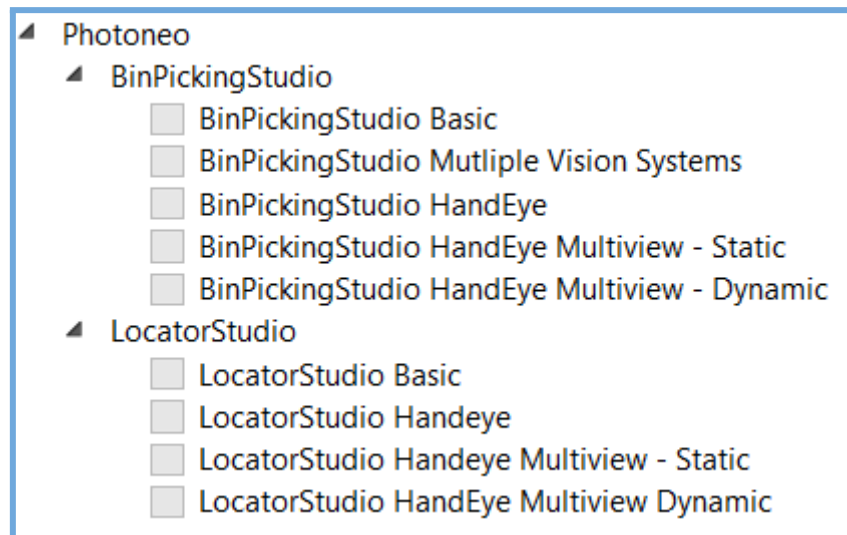 Photoneo
BinPickingStudio
BinPickingStudio Basic
BinPickingStudio Mutliple Vision Systems
BinPickingStudio HandEye
BinPickingStudio HandEye Multiview - Static
BinPickingStudio HandEye Multiview - Dynamic
LocatorStudio
LocatorStudio Basic
LocatorStudio Handeye
LocatorStudio Handeye Multiview - Static
LocatorStudio HandEye Multiview Dynamic